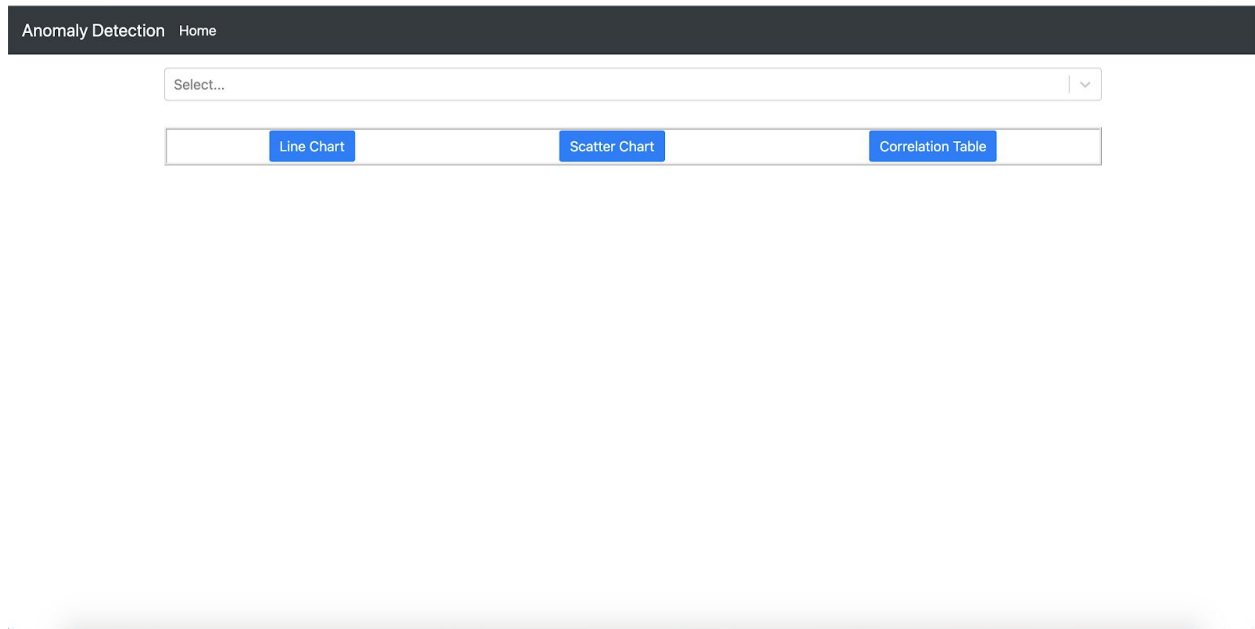 Anomaly Detection Home
Select...
Line Chart Scatter Chart Correlation Table